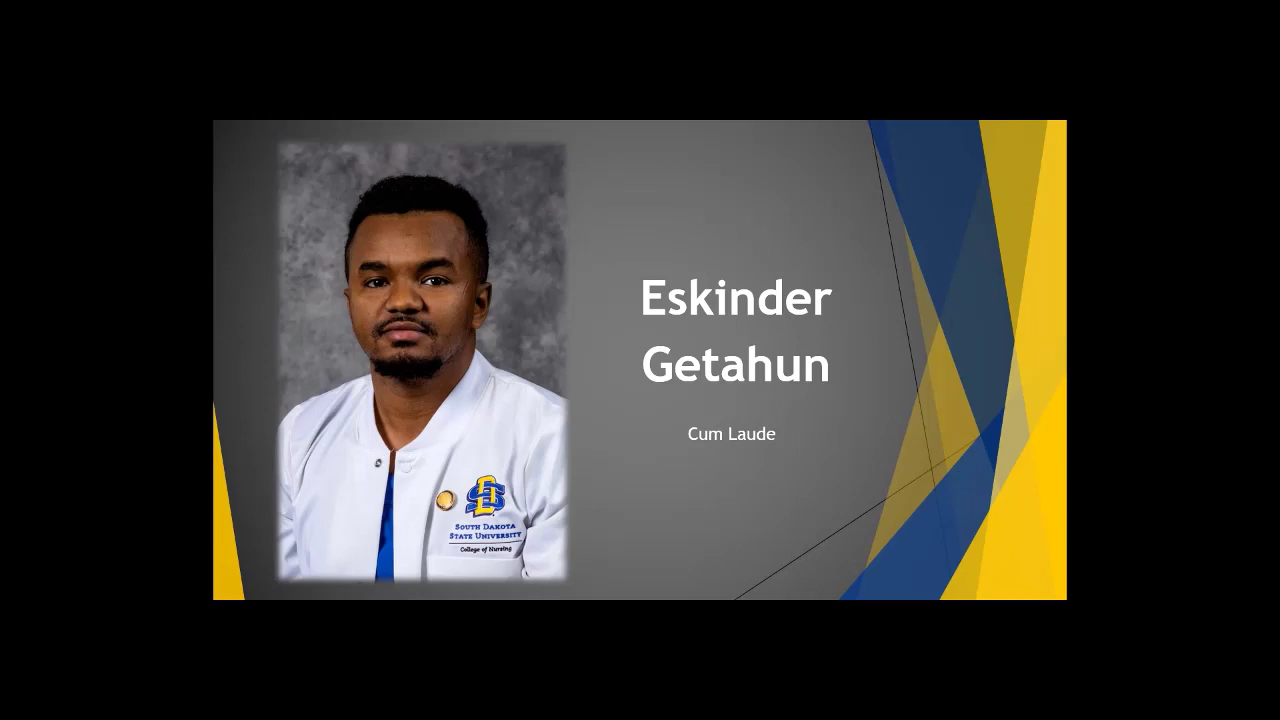 Eskinder
Getahun
Cum Laude
SOUTH DAKOTA
STATE UNIVERSITY
College of Nursing